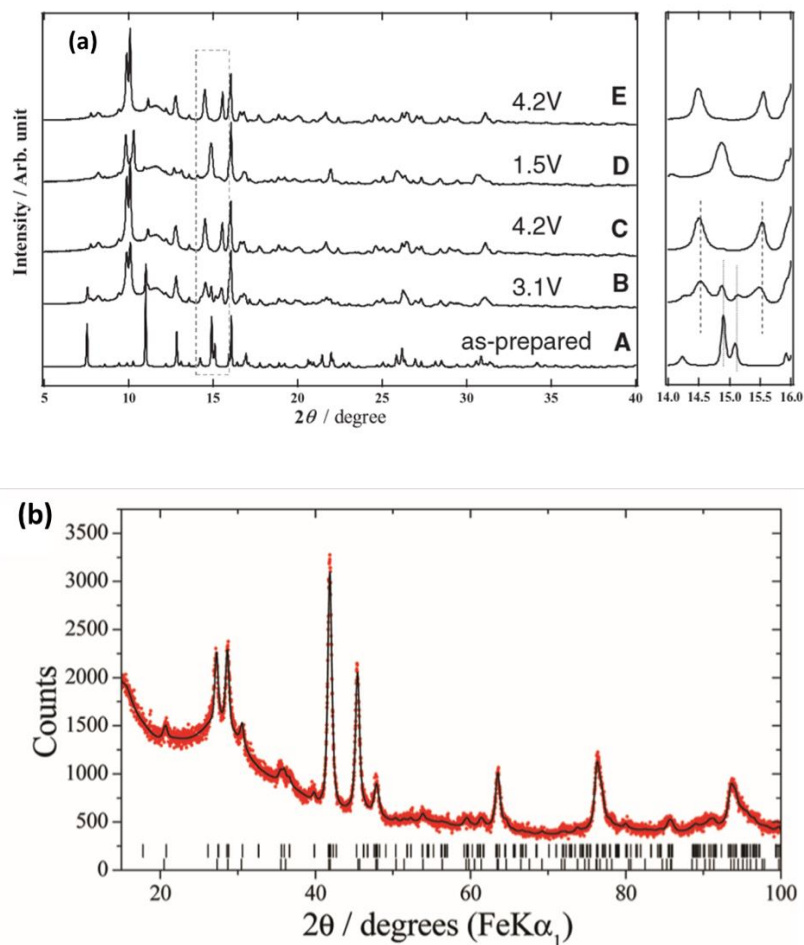 (a)
Intensity / Arb. unit
4.2V E
1.5V D
4.2V C
3.1V B
as-prepared A
5 10 15 20 25 30 35 40
2θ / degree
14.0 14.5 15.0 15.5 16.0
(b)
Counts
3500
3000
2500
2000
1500
1000
500
0
20 40 60 80 100
2θ / degrees (FeKα₁)